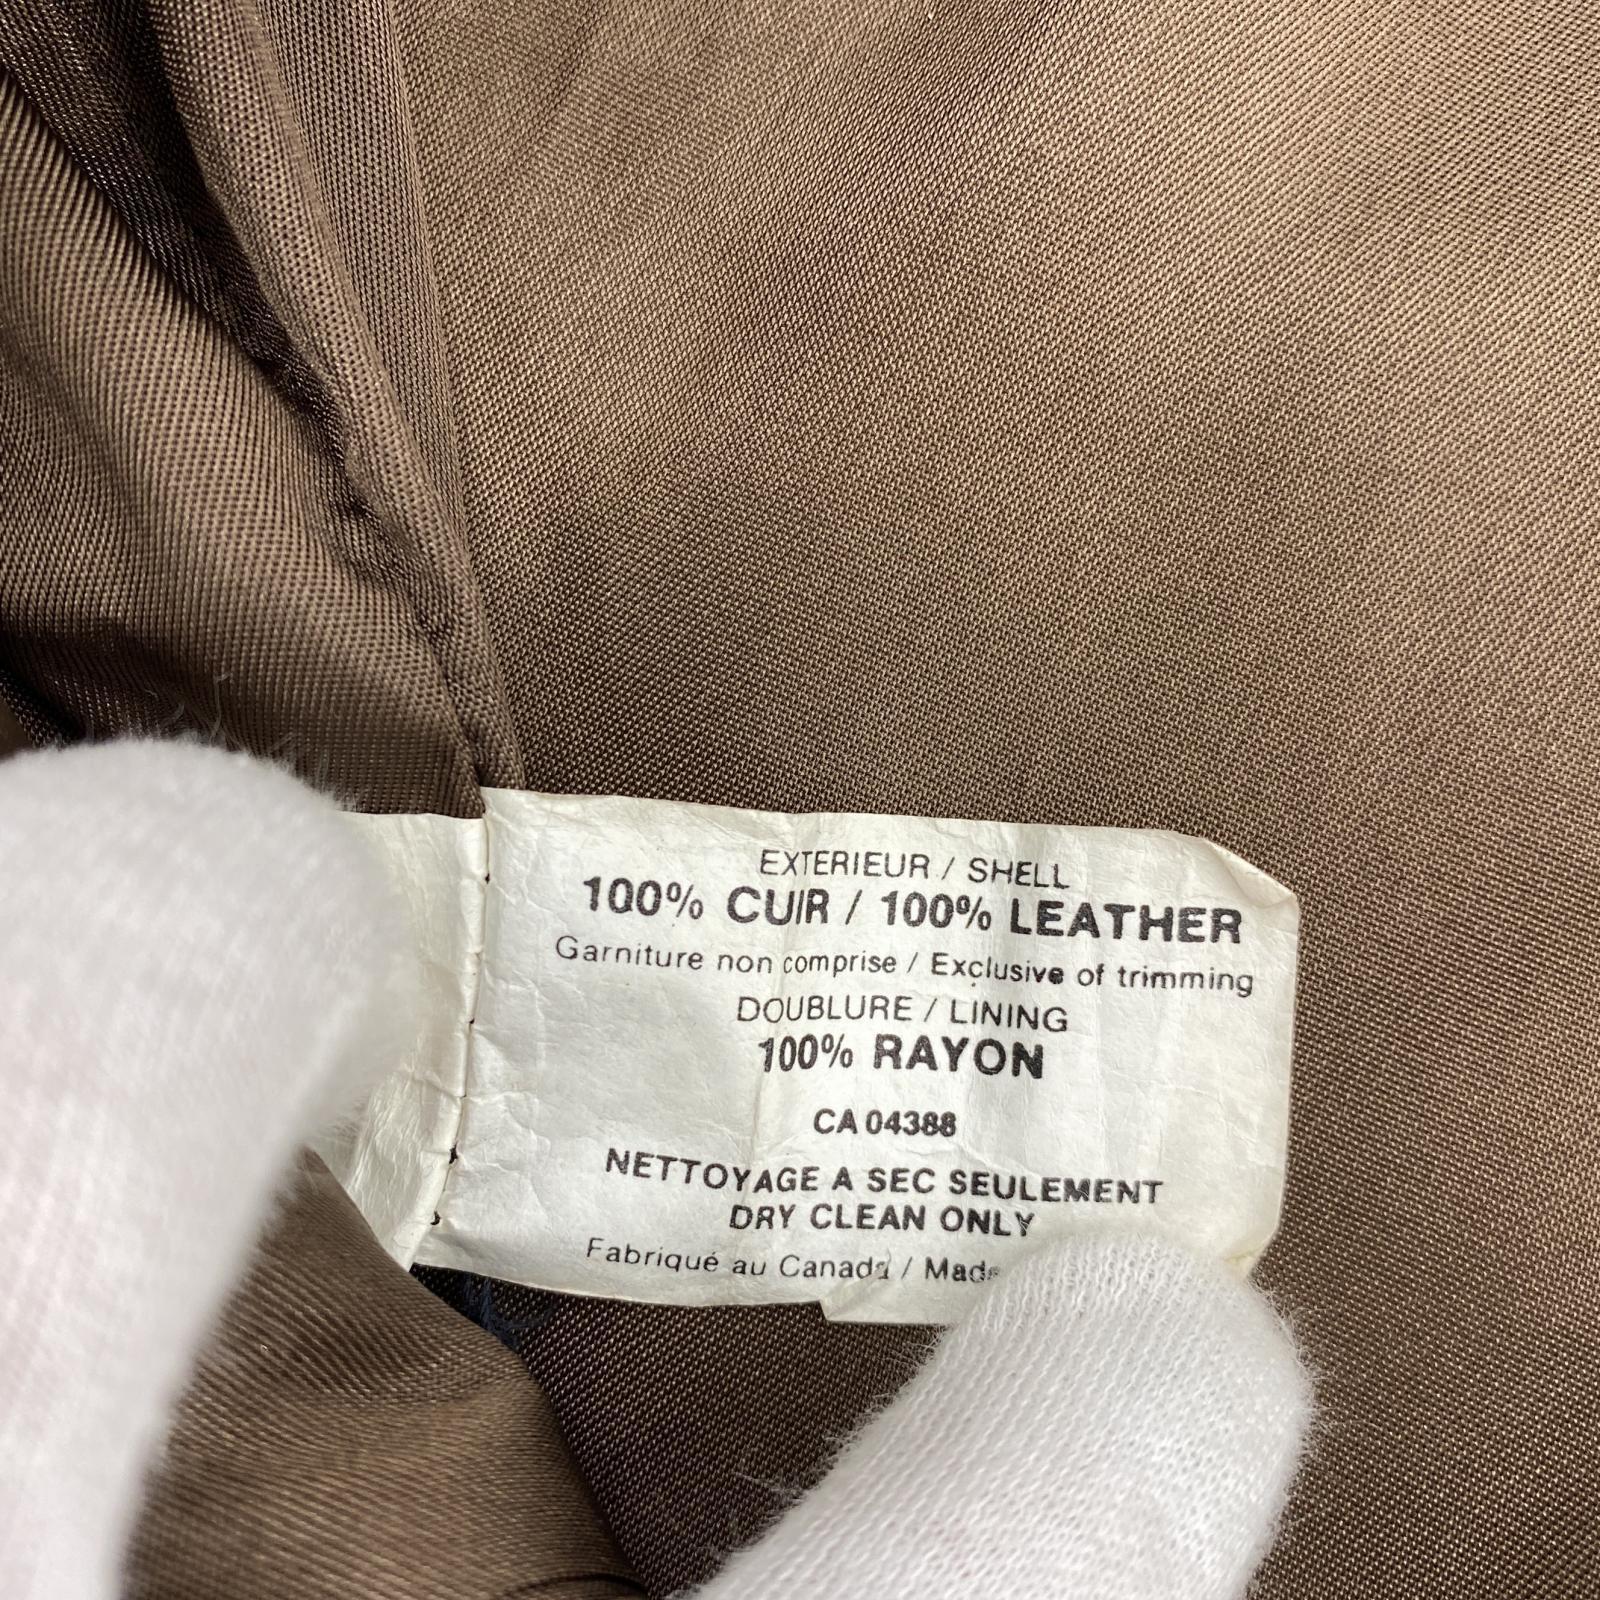 EXTERIEUR / SHELL
100% CUIR / 100% LEATHER
Garniture non comprise / Exclusive of trimming
DOUBLURE / LINING
100% RAYON
CA 04388
NETTOYAGE A SEC SEULEMENT
DRY CLEAN ONLY
Fabriqué au Canada / Made